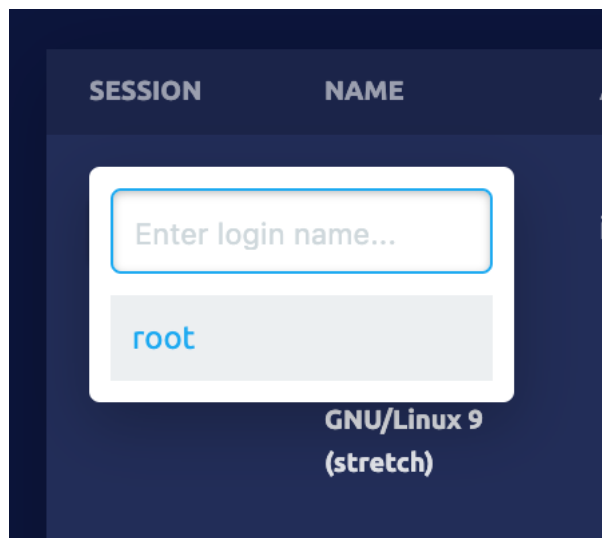 SESSION NAME
Enter login name...
root
GNU/Linux 9
(stretch)